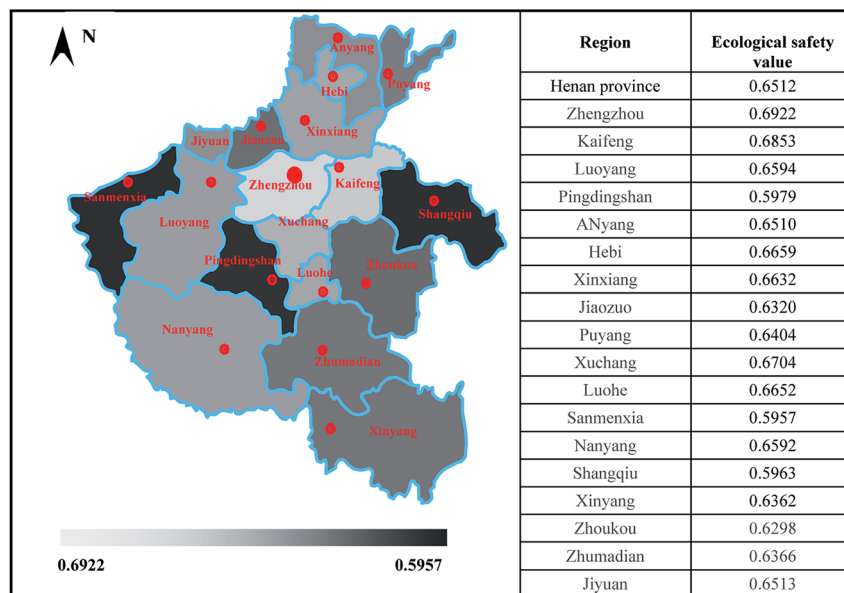 N
Anyang
Hebi
Puyang
Xinxiang
Jiyuan
Jiaozuo
Zhengzhou
Kaifeng
Sanmenxia
Shangqiu
Luoyang
Xuchang
Pingdingshan
Luohe
Zhoukou
Nanyang
Zhumadian
Xinyang
0.6922 0.5957
Region Ecological safety
value
Henan province 0.6512
Zhengzhou 0.6922
Kaifeng 0.6853
Luoyang 0.6594
Pingdingshan 0.5979
ANyang 0.6510
Hebi 0.6659
Xinxiang 0.6632
Jiaozuo 0.6320
Puyang 0.6404
Xuchang 0.6704
Luohe 0.6652
Sanmenxia 0.5957
Nanyang 0.6592
Shangqiu 0.5963
Xinyang 0.6362
Zhoukou 0.6298
Zhumadian 0.6366
Jiyuan 0.6513